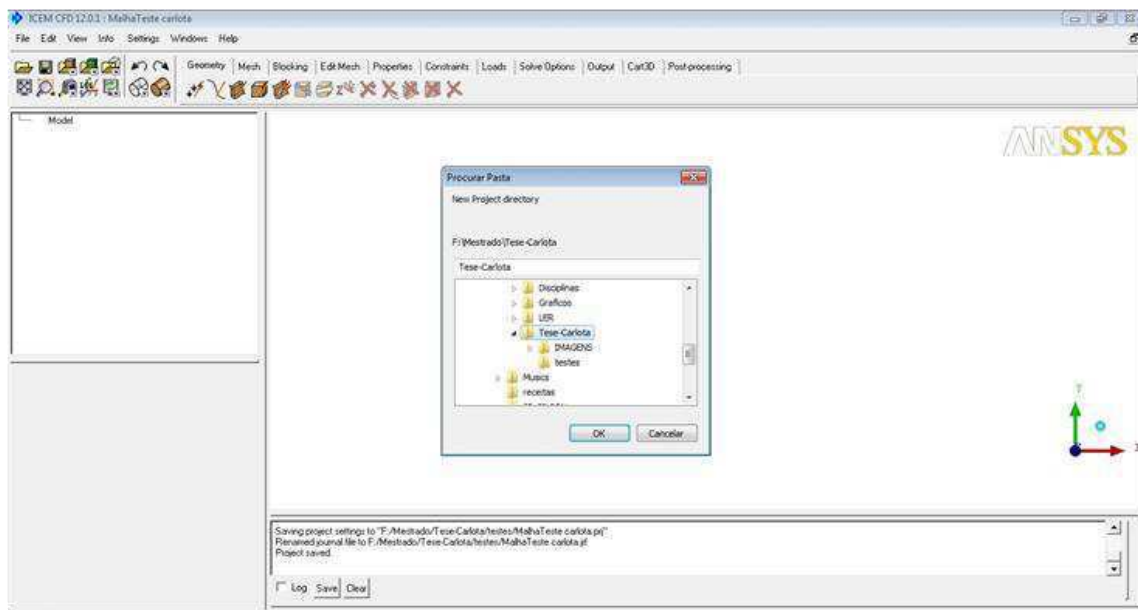 ICEM CFD 12.0.1 : MalhaTeste carlota
File Edit View Info Settings Windows Help
Geometry Mesh Blocking Edit Mesh Properties Constraints Loads Solve Options Output Cart3D Post-processing
Model
ANSYS
Procurar Pasta
New Project directory
F:\Mestrado\Tese-Carlota
Tese-Carlota
Disciplinas
Graficos
LER
Tese-Carlota
IMAGENS
testes
Musics
receitas
OK Cancelar
Y
X
Saving project settings to "F:/Mestrado/Tese-Carlota/testes/MalhaTeste carlota.prj"
Renamed journal file to F:/Mestrado/Tese-Carlota/testes/MalhaTeste carlota.jrf
Project saved.
Log Save Clear